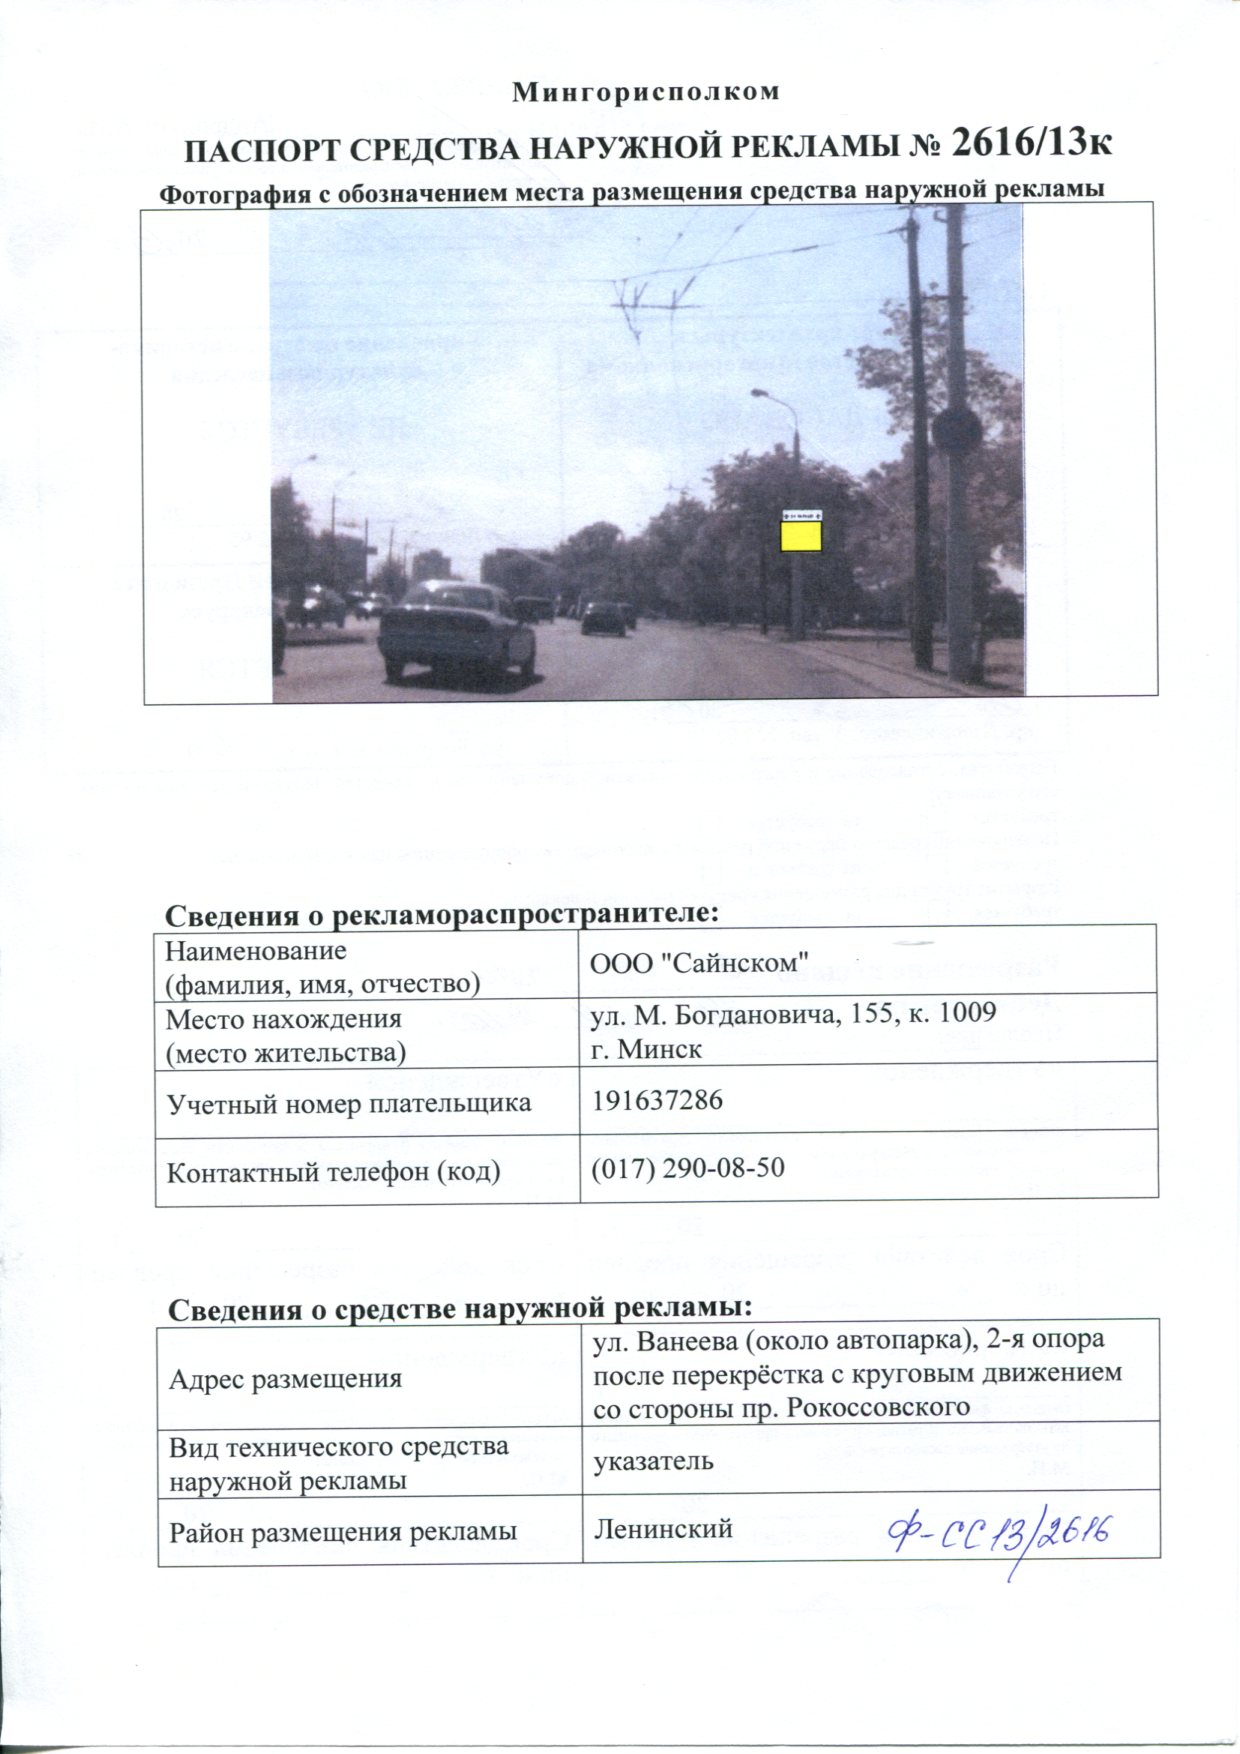 Мингорисполком
ПАСПОРТ СРЕДСТВА НАРУЖНОЙ РЕКЛАМЫ № 2616/13к
Фотография с обозначением места размещения средства наружной рекламы
Сведения о рекламораспространителе:
Наименование
(фамилия, имя, отчество)
ООО "Сайнском"
Место нахождения
(место жительства)
ул. М. Богдановича, 155, к. 1009
г. Минск
Учетный номер плательщика
191637286
Контактный телефон (код)
(017) 290-08-50
Сведения о средстве наружной рекламы:
Адрес размещения
ул. Ванеева (около автопарка), 2-я опора
после перекрёстка с круговым движением
со стороны пр. Рокоссовского
Вид технического средства
наружной рекламы
указатель
Район размещения рекламы
Ленинский
Ф-СС13/2616